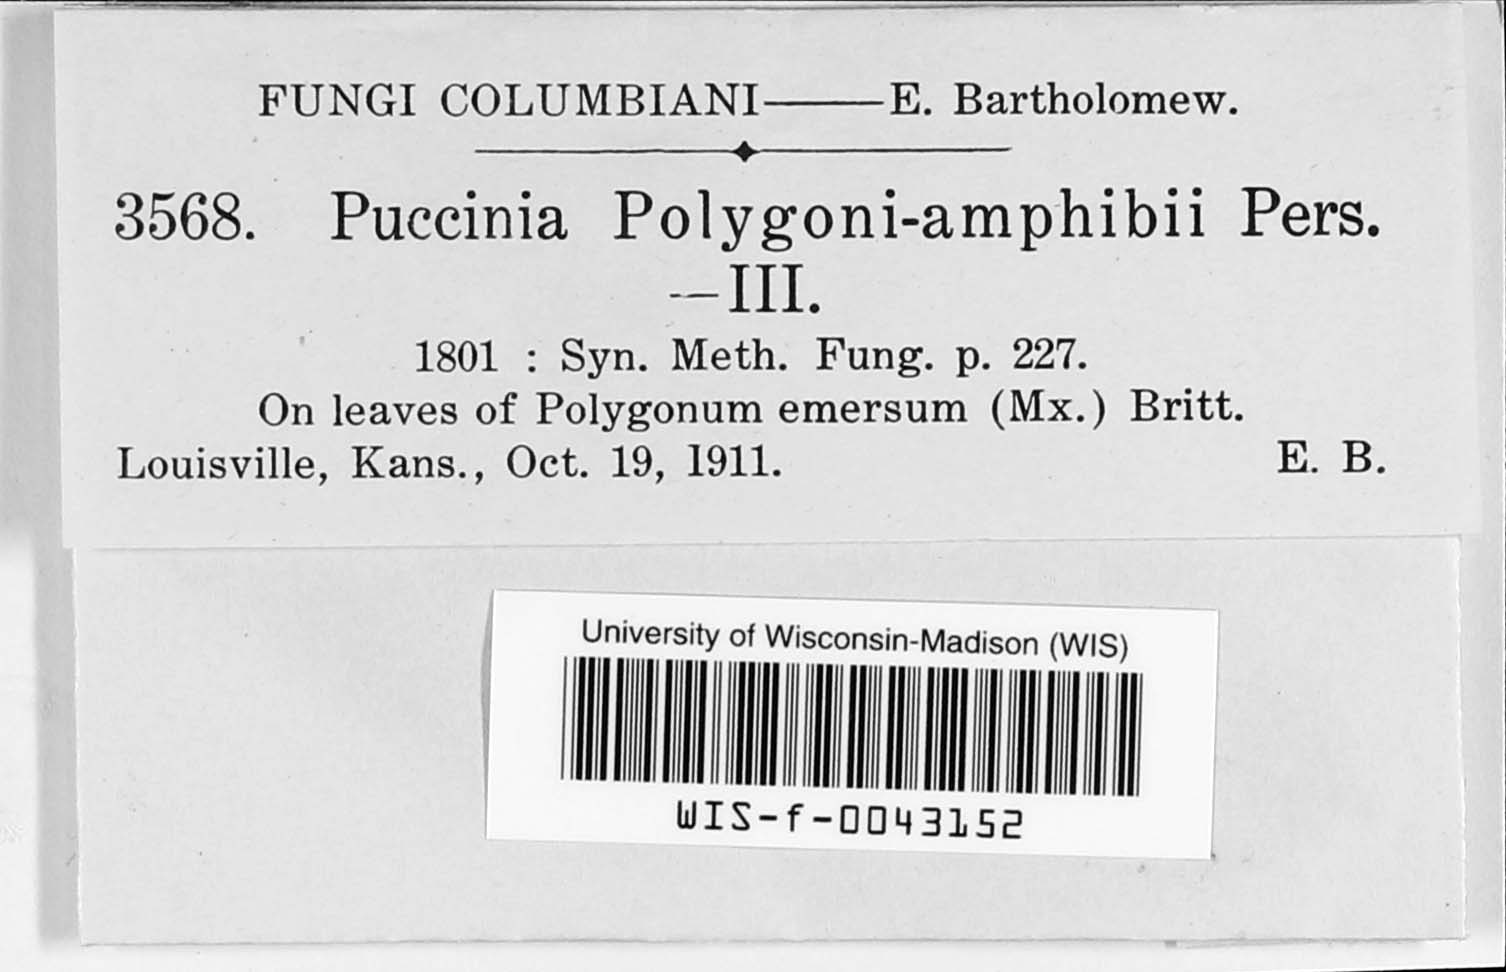 FUNGI COLUMBIANI——E. Bartholomew.
3568. Puccinia Polygoni-amphibii Pers.
—III.
1801 : Syn. Meth. Fung. p. 227.
On leaves of Polygonum emersum (Mx.) Britt.
Louisville, Kans., Oct. 19, 1911. E. B.
University of Wisconsin-Madison (WIS)
WIS-f-0043152